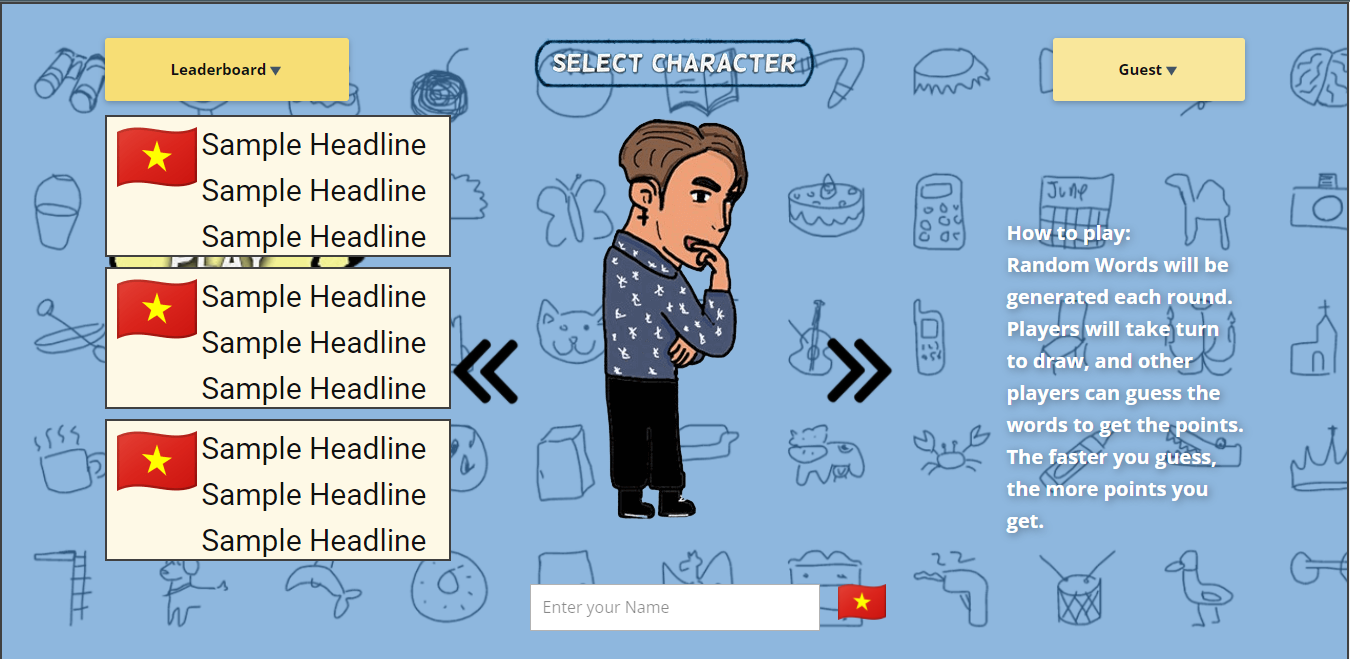 Leaderboard ▼
SELECT CHARACTER
Guest ▼
Sample Headline
Sample Headline
Sample Headline
PLAY
Sample Headline
Sample Headline
Sample Headline
Sample Headline
Sample Headline
Sample Headline
June
How to play:
Random Words will be
generated each round.
Players will take turn
to draw, and other
players can guess the
words to get the points.
The faster you guess,
the more points you
get.
Enter your Name